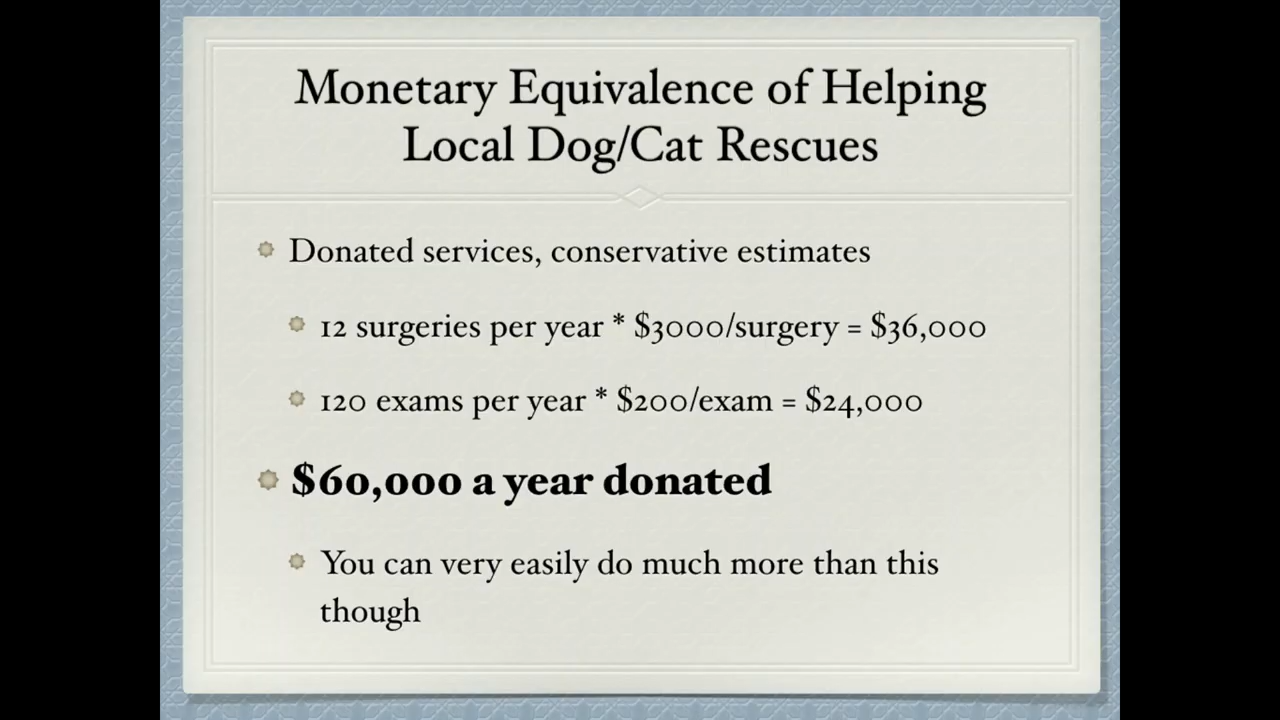 Monetary Equivalence of Helping
Local Dog/Cat Rescues
Donated services, conservative estimates
12 surgeries per year * $3000/surgery = $36,000
120 exams per year * $200/exam = $24,000
$60,000 a year donated
You can very easily do much more than this
though